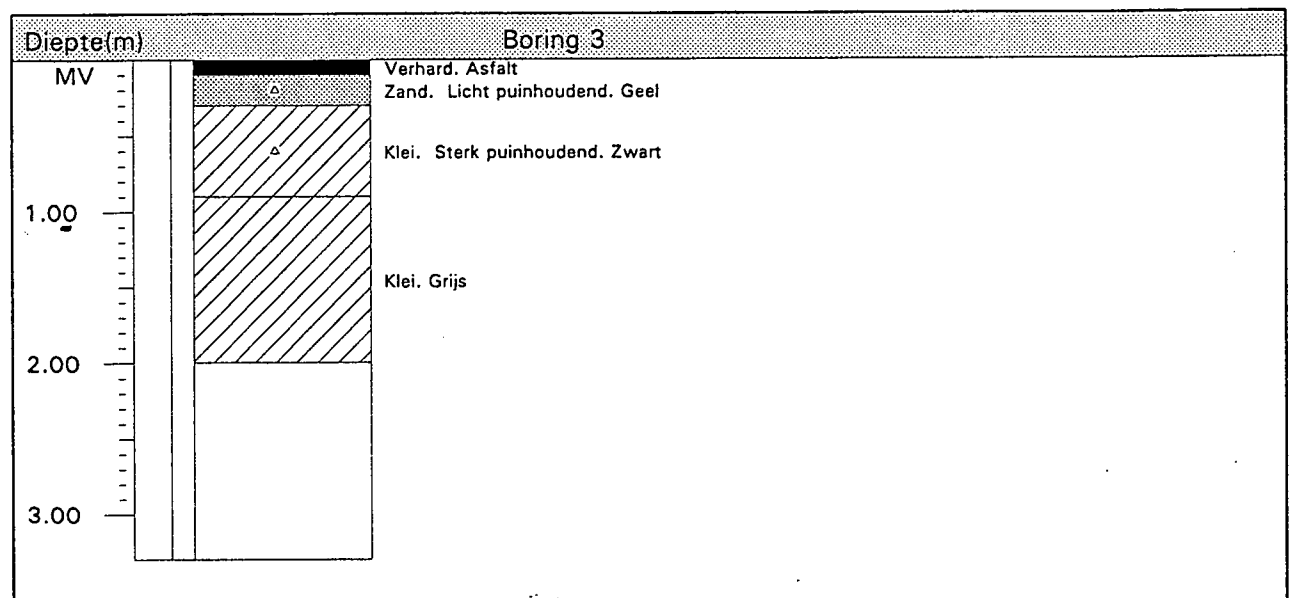 Diepte(m) Boring 3
MV
Verhard. Asfalt
Zand. Licht puinhoudend. Geel
Klei. Sterk puinhoudend. Zwart
1.00
Klei. Grijs
2.00
3.00